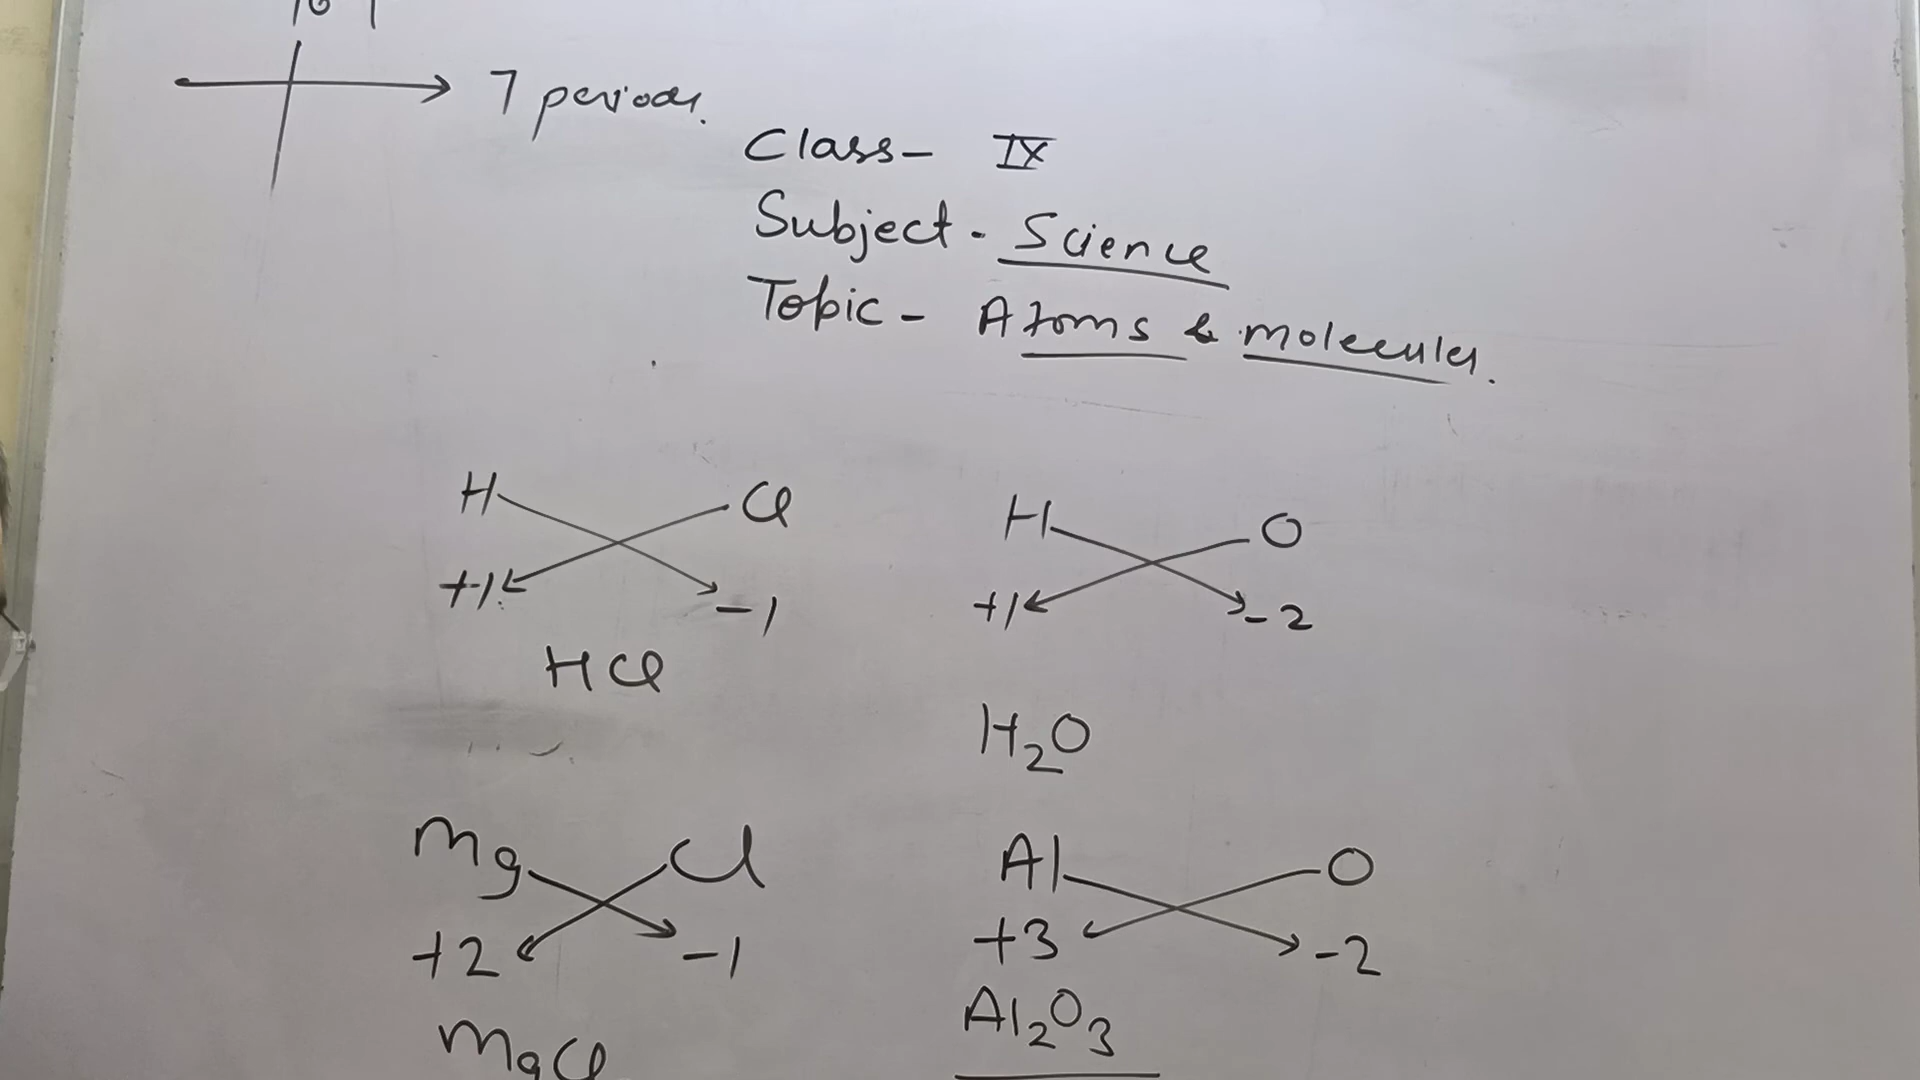 7 periods.
Class- IX
Subject - Science
Topic - Atoms & molecules.
H Cl
+1 -1
HCl
H O
+1 -2
H2O
Mg Cl
+2 -1
MgCl
Al O
+3 -2
Al2O3